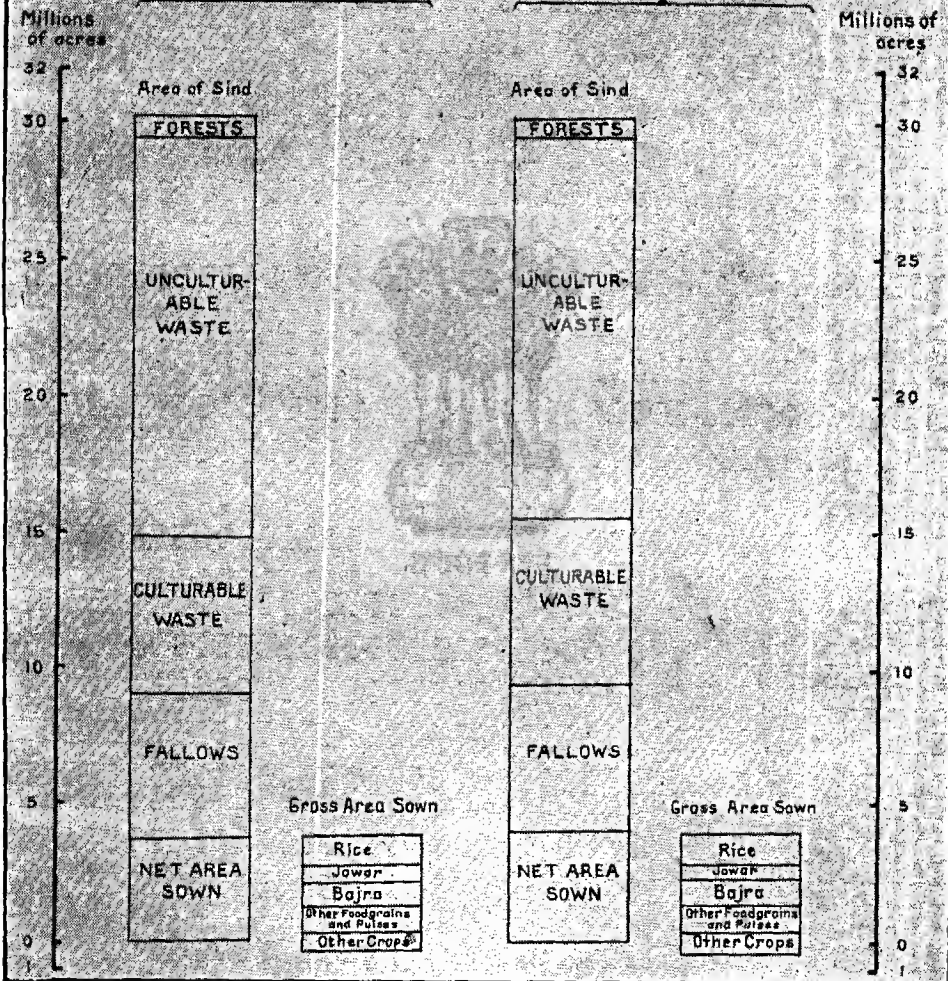 Millions of acres
Millions of acres
32
30
25
20
15
10
5
0
1
Area of Sind
FORESTS
UNCULTUR-
ABLE
WASTE
CULTURABLE
WASTE
FALLOWS
NET AREA
SOWN
Gross Area Sown
Rice
Jowar
Bajra
Other Foodgrains
and Pulses
Other Crops
Area of Sind
FORESTS
UNCULTUR-
ABLE
WASTE
CULTURABLE
WASTE
FALLOWS
NET AREA
SOWN
Gross Area Sown
Rice
Jowar
Bajra
Other Foodgrains
and Pulses
Other Crops
32
30
25
20
15
10
5
0
1